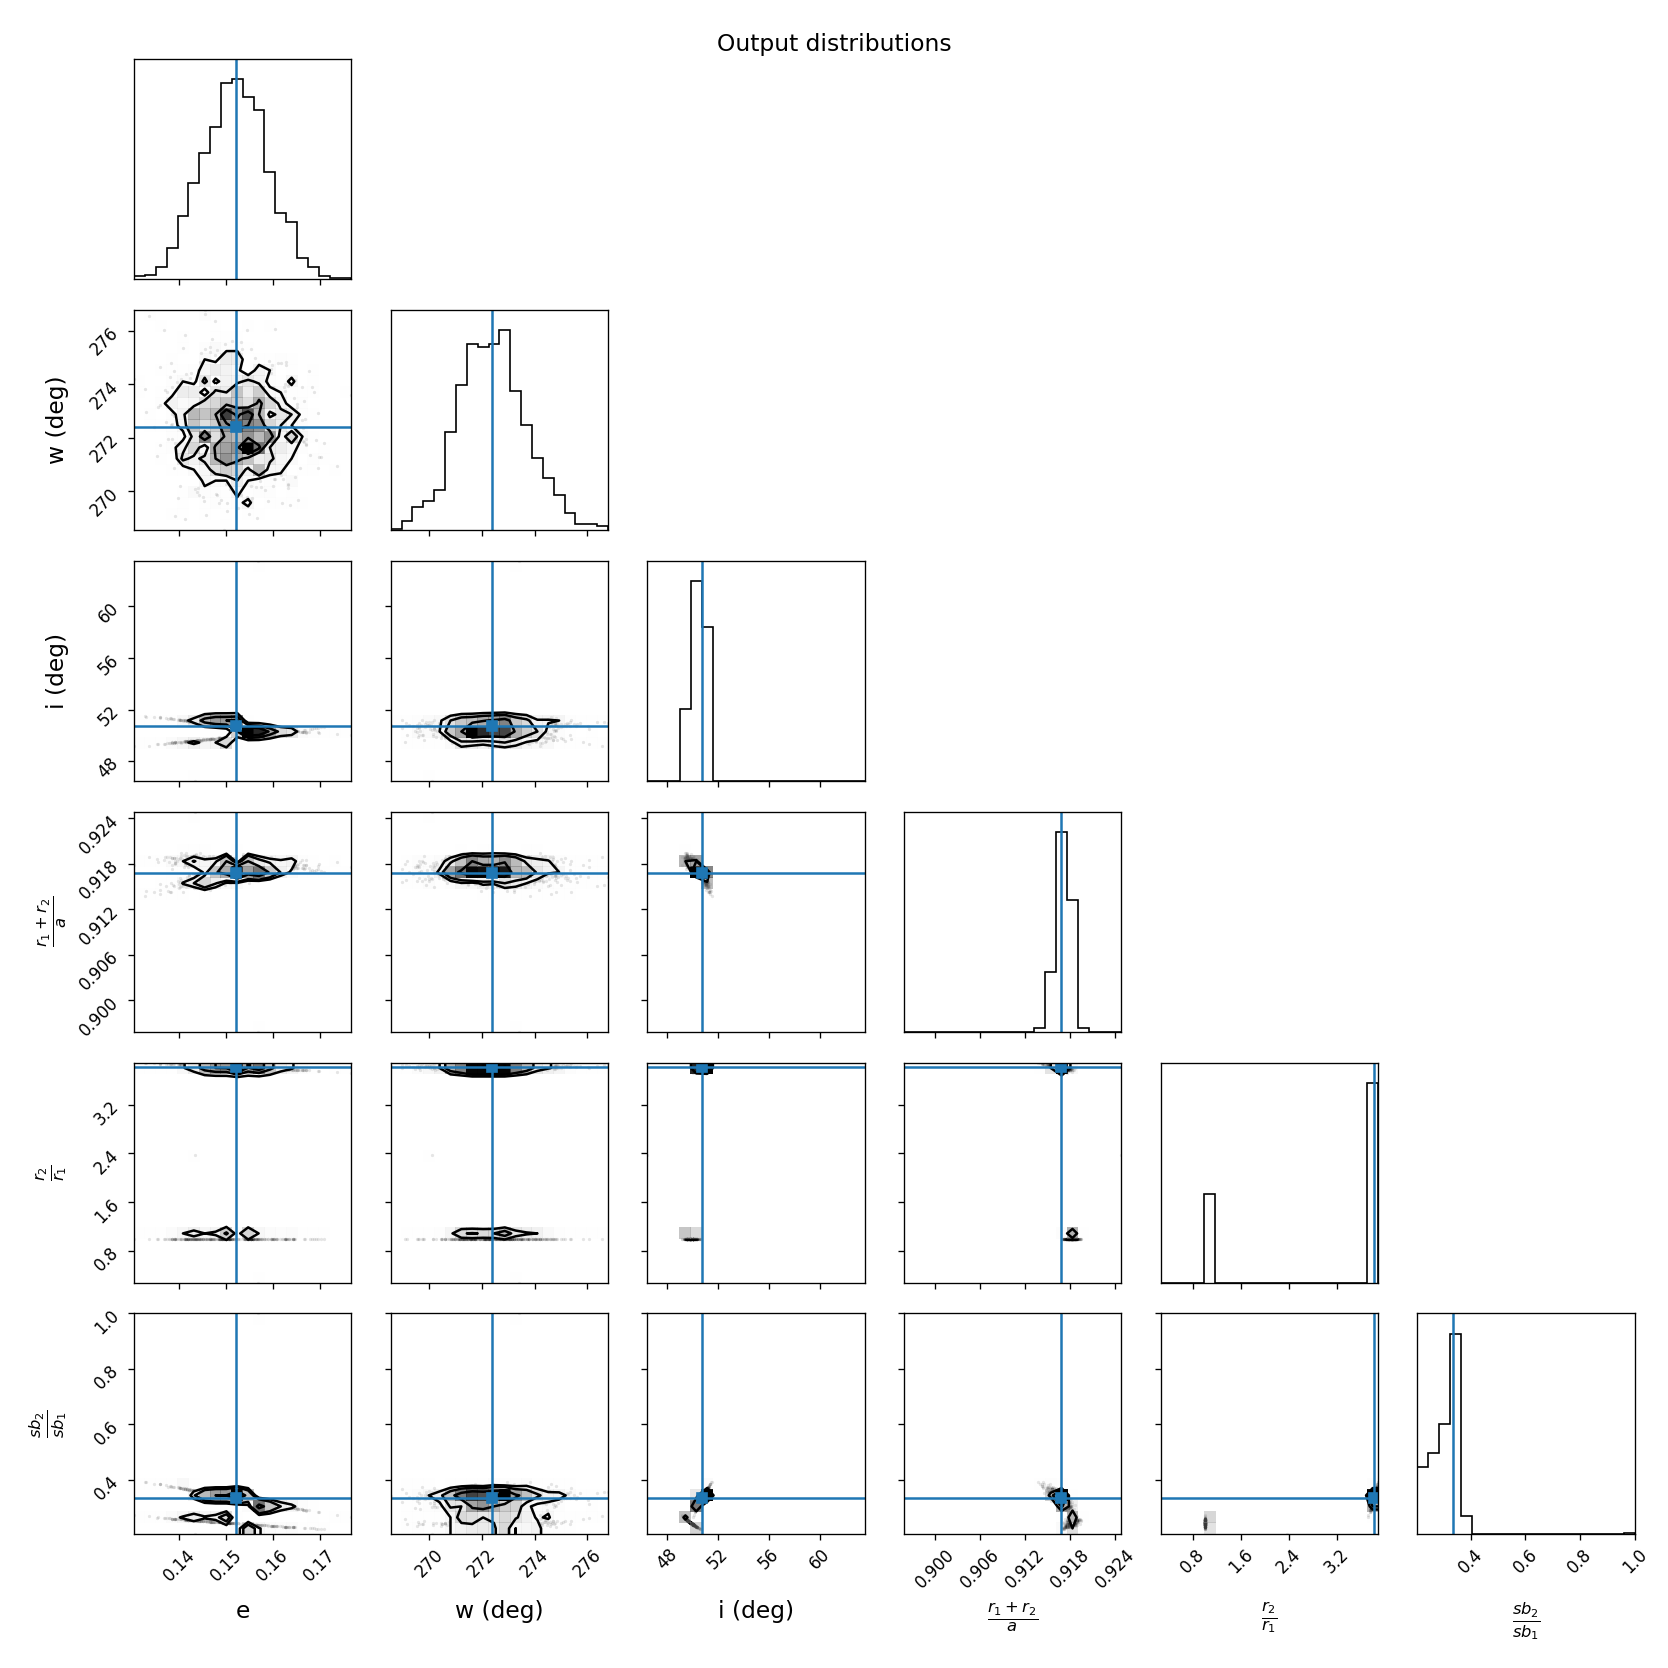 Output distributions
276
274
272
270
w (deg)
60
56
52
48
i (deg)
0.924
0.918
0.912
0.906
0.900
r₁ + r₂
a
3.2
2.4
1.6
0.8
r₂
r₁
1.0
0.8
0.6
0.4
sb₂
sb₁
0.14 0.15 0.16 0.17 270 272 274 276 48 52 56 60 0.900 0.906 0.912 0.918 0.924 0.8 1.6 2.4 3.2 0.4 0.6 0.8 1.0
e w (deg) i (deg)
r₁ + r₂
a
r₂
r₁
sb₂
sb₁